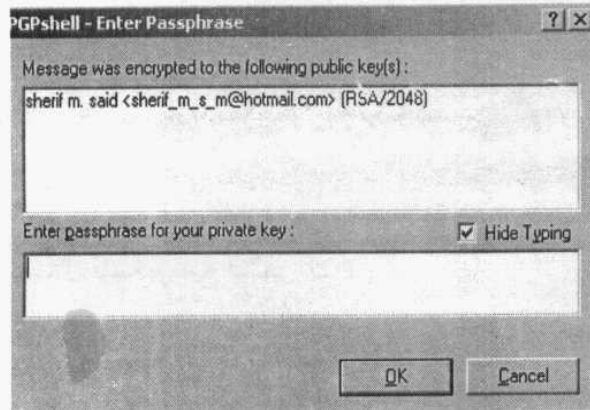 PGPshell - Enter Passphrase
Message was encrypted to the following public key(s) :
sherif m. said <sherif_m_s_m@hotmail.com> (RSA/2048)
Enter passphrase for your private key :
Hide Typing
OK
Cancel